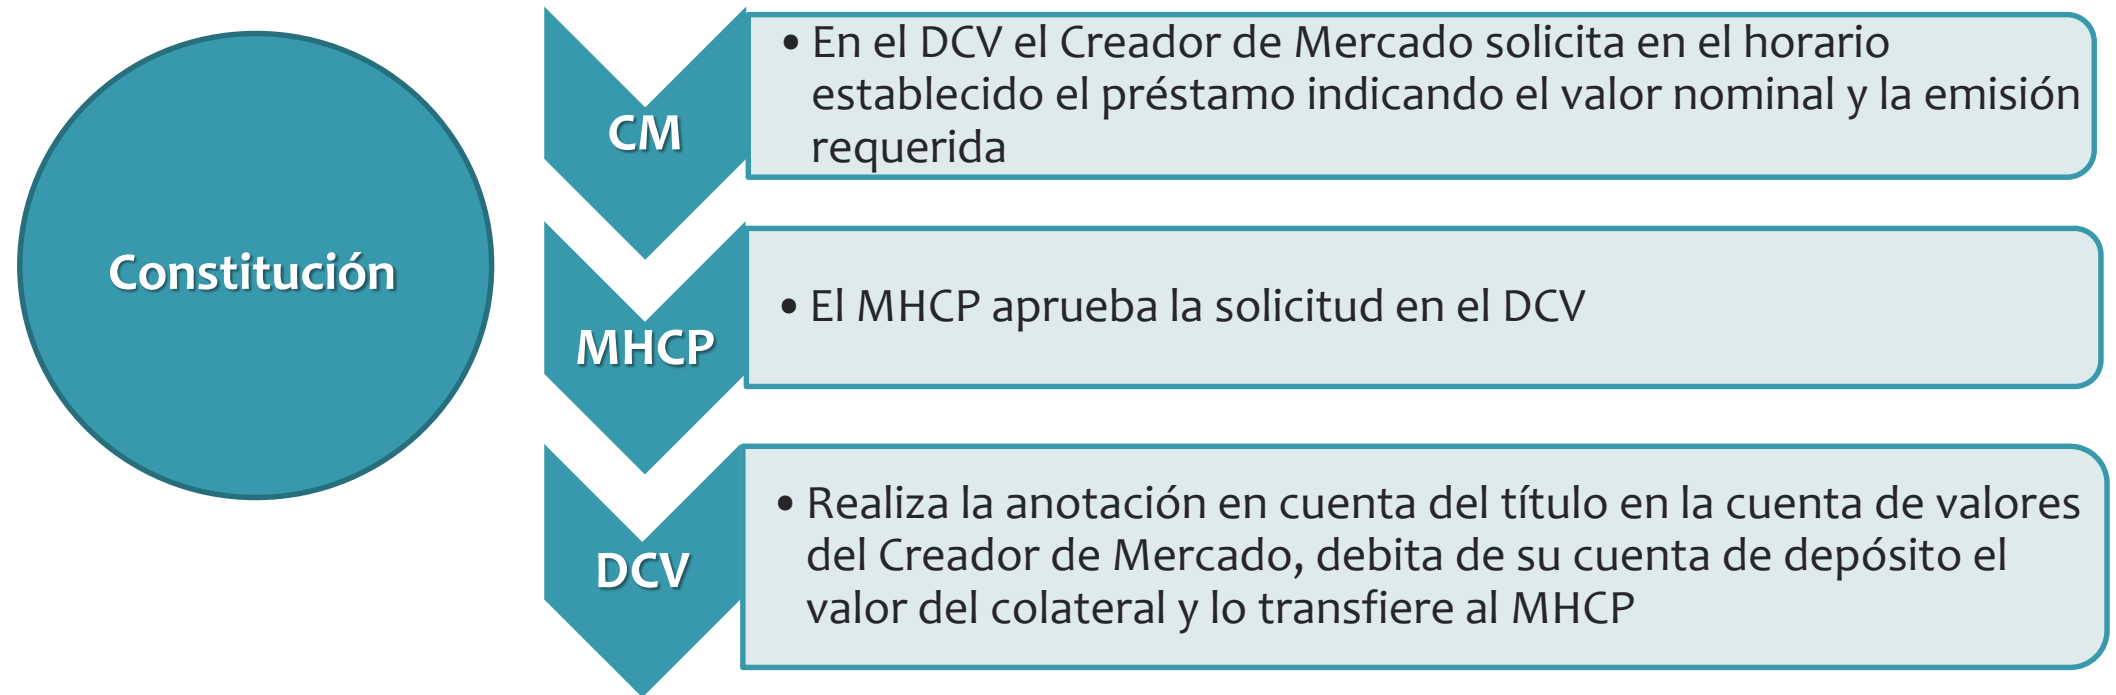 Constitución
CM
• En el DCV el Creador de Mercado solicita en el horario
establecido el préstamo indicando el valor nominal y la emisión
requerida
MHCP
• El MHCP aprueba la solicitud en el DCV
DCV
• Realiza la anotación en cuenta del título en la cuenta de valores
del Creador de Mercado, debita de su cuenta de depósito el
valor del colateral y lo transfiere al MHCP